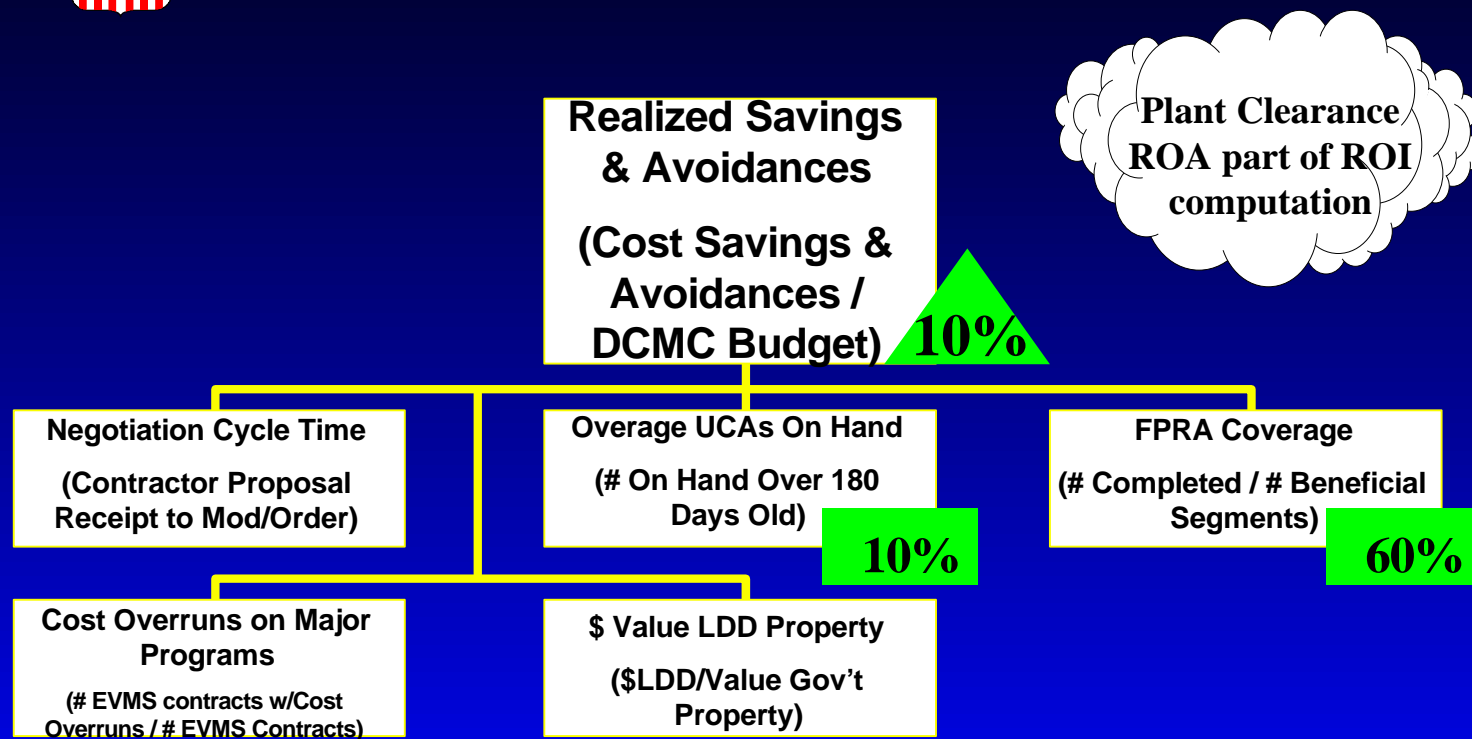 Plant Clearance
ROA part of ROI
computation
Realized Savings
& Avoidances
(Cost Savings &
Avoidances /
DCMC Budget)
10%
Negotiation Cycle Time
(Contractor Proposal
Receipt to Mod/Order)
Overage UCAs On Hand
(# On Hand Over 180
Days Old)
10%
FPRA Coverage
(# Completed / # Beneficial
Segments)
60%
Cost Overruns on Major
Programs
(# EVMS contracts w/Cost
Overruns / # EVMS Contracts)
$ Value LDD Property
($LDD/Value Gov't
Property)